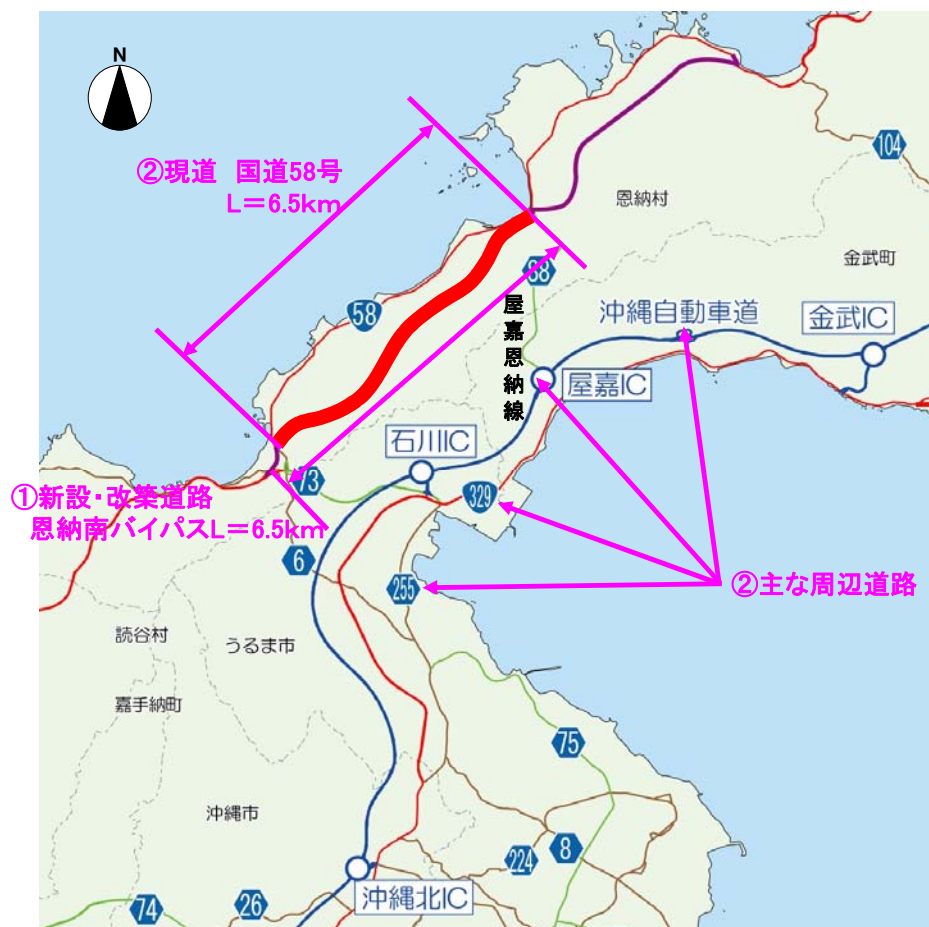 N
②現道 国道58号
L=6.5km
104
恩納村
金武町
88
58
屋嘉恩納線
沖縄自動車道
金武IC
屋嘉IC
石川IC
73
329
①新設・改築道路
恩納南バイパスL=6.5km
6
255
②主な周辺道路
読谷村
うるま市
嘉手納町
75
沖縄市
8
224
沖縄北IC
26
74